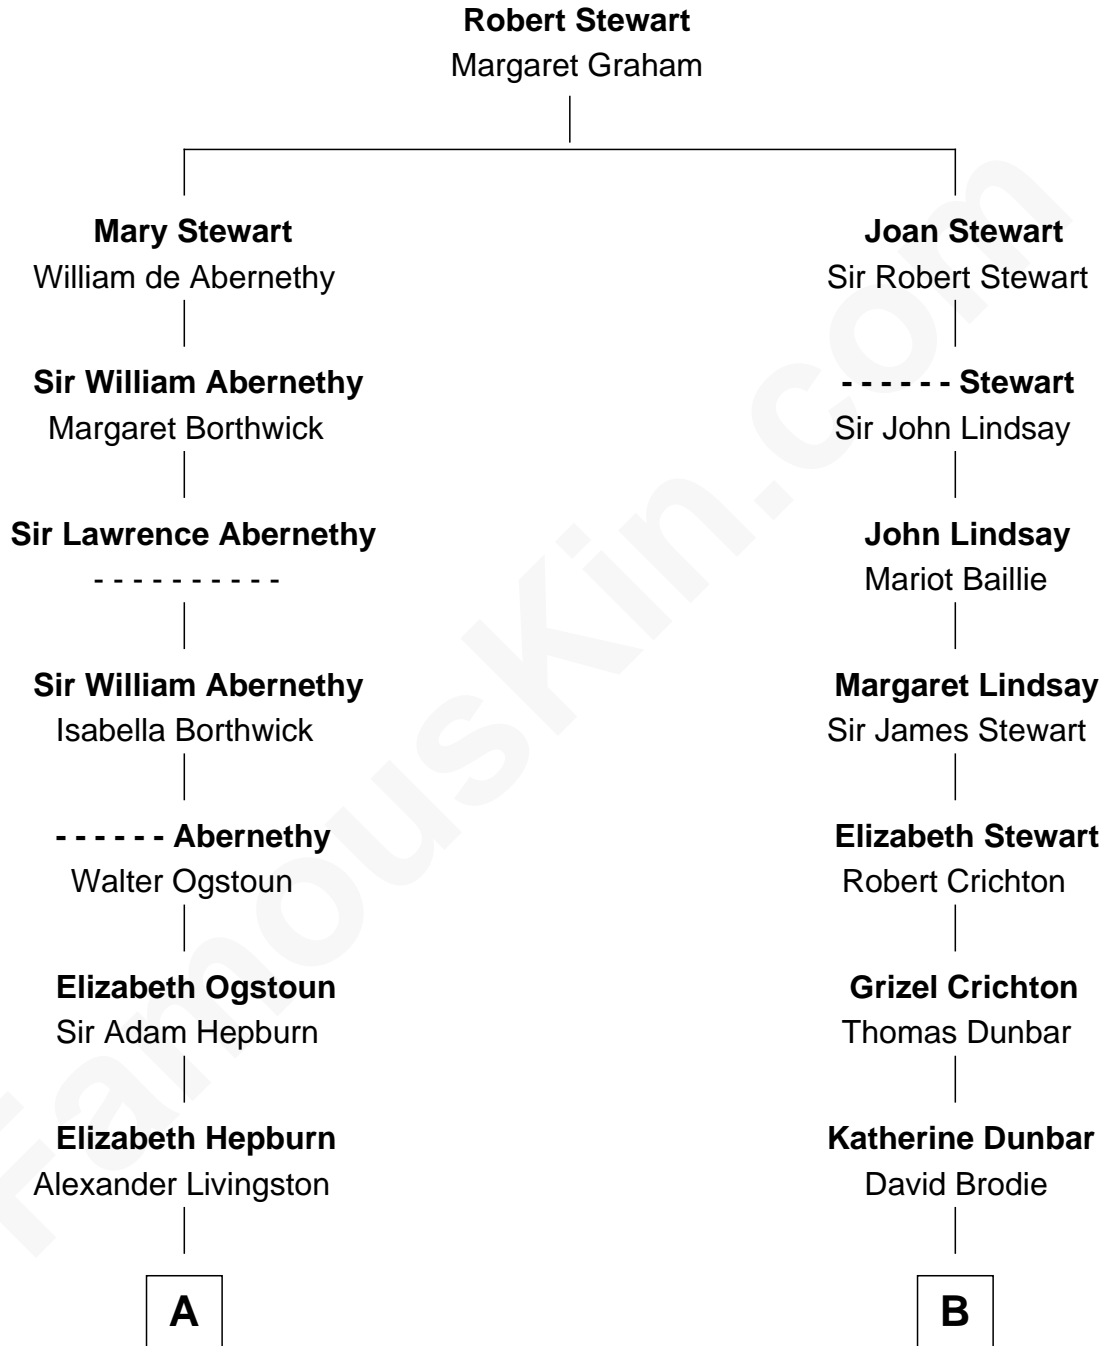 Robert Stewart
Margaret Graham
Mary Stewart
William de Abernethy
Joan Stewart
Sir Robert Stewart
Sir William Abernethy
Margaret Borthwick
- - - - - - Stewart
Sir John Lindsay
Sir Lawrence Abernethy
- - - - - - - - - -
John Lindsay
Mariot Baillie
Sir William Abernethy
Isabella Borthwick
Margaret Lindsay
Sir James Stewart
- - - - - - Abernethy
Walter Ogstoun
Elizabeth Stewart
Robert Crichton
Elizabeth Ogstoun
Sir Adam Hepburn
Grizel Crichton
Thomas Dunbar
Elizabeth Hepburn
Alexander Livingston
Katherine Dunbar
David Brodie
A
B
FamousKin.com